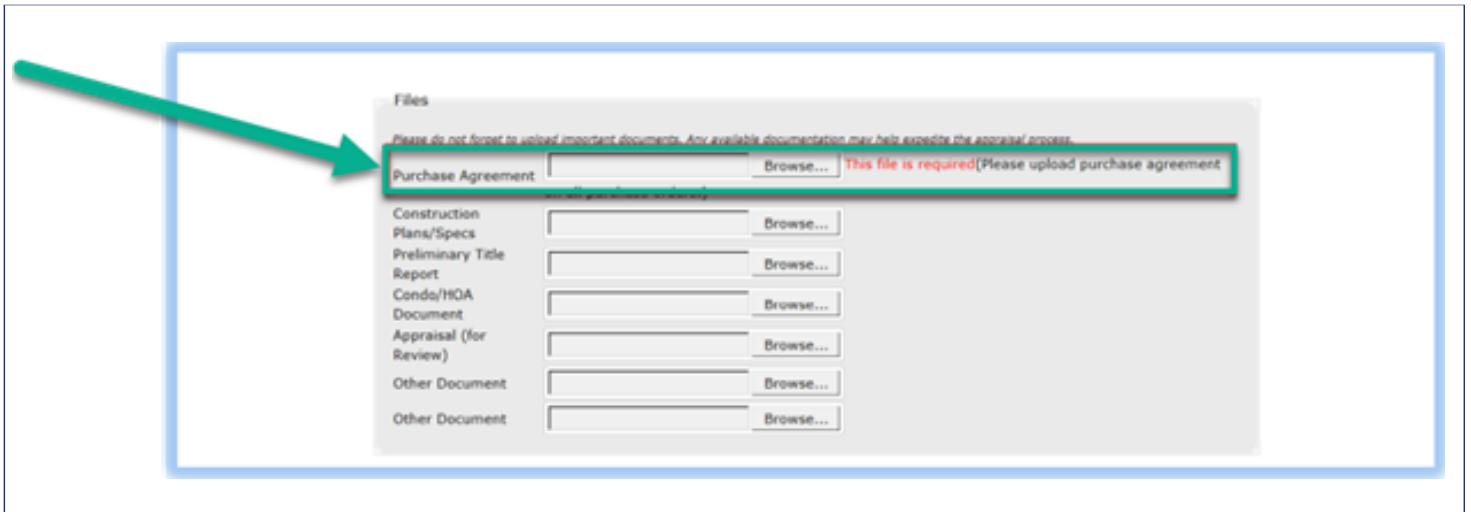 Files
Please do not forget to upload important documents. Any available documentation may help expedite the appraisal process.
Purchase Agreement Browse... This file is required(Please upload purchase agreement
on all purchase orders.)
Construction
Plans/Specs Browse...
Preliminary Title
Report Browse...
Condo/HOA
Document Browse...
Appraisal (for
Review) Browse...
Other Document Browse...
Other Document Browse...